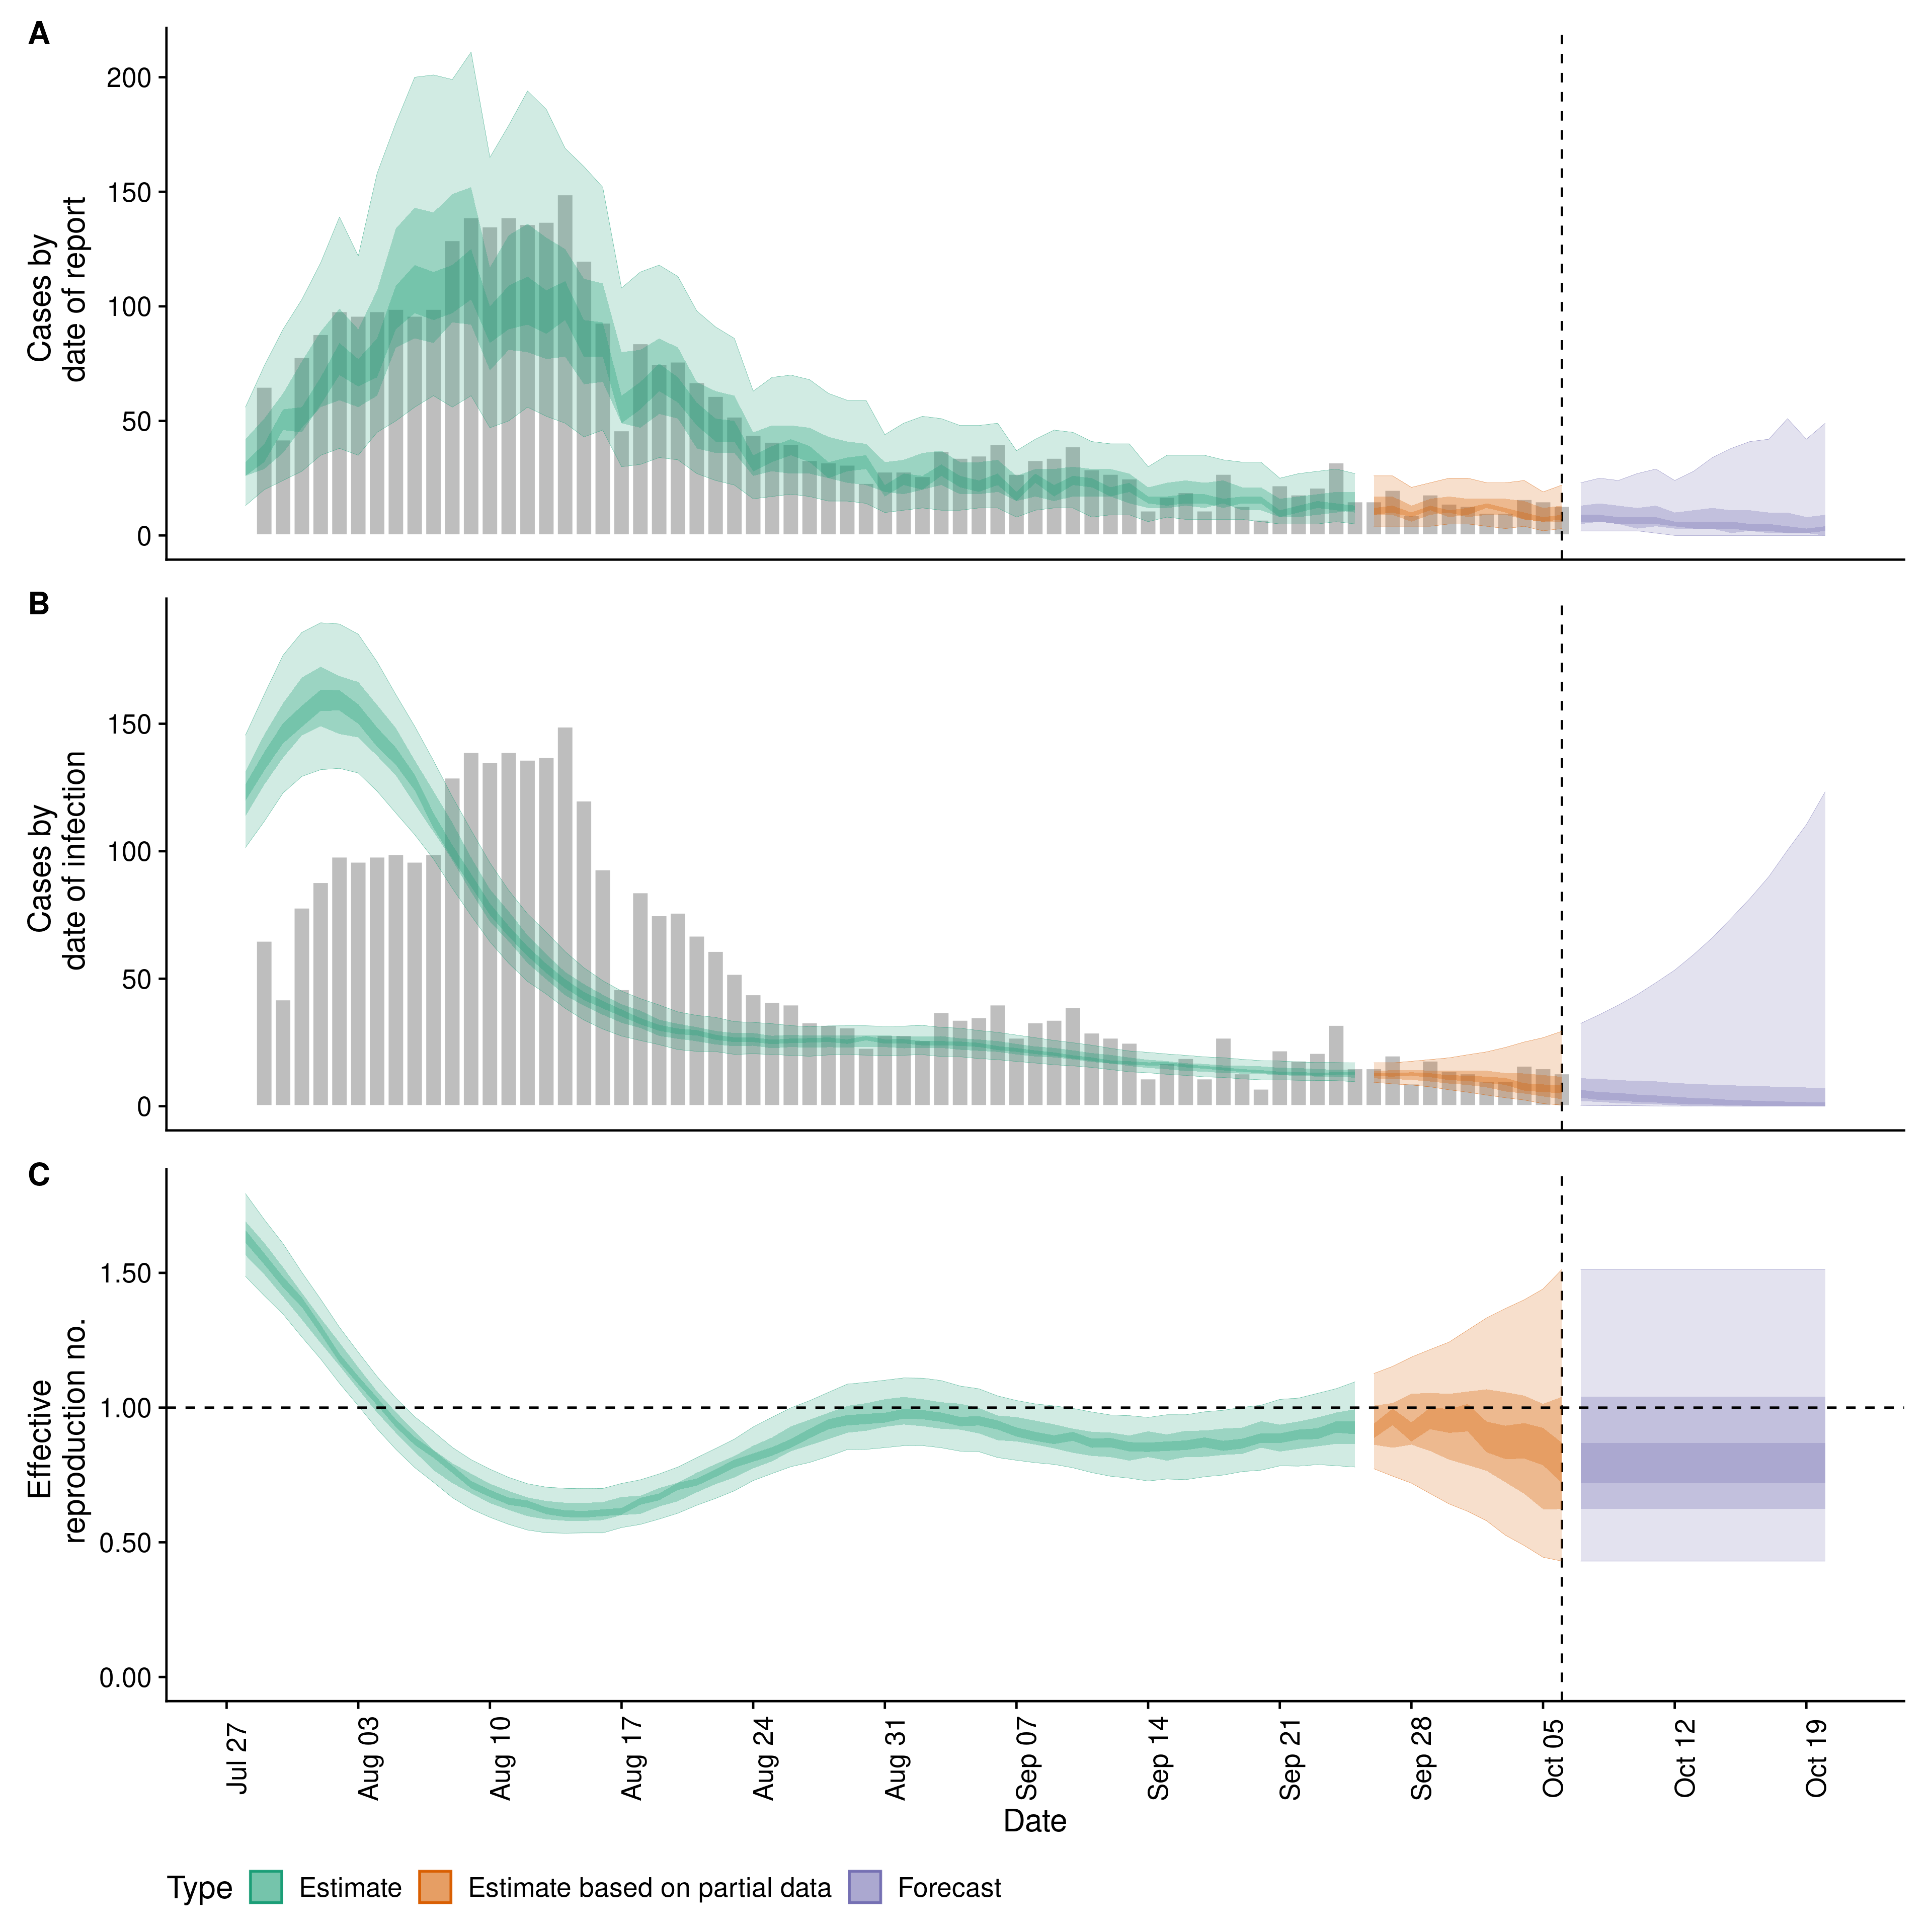 A
Cases by
date of report
200
150
100
50
0
B
Cases by
date of infection
150
100
50
0
C
Effective
reproduction no.
1.50
1.00
0.50
0.00
Jul 27
Aug 03
Aug 10
Aug 17
Aug 24
Aug 31
Sep 07
Sep 14
Sep 21
Sep 28
Oct 05
Oct 12
Oct 19
Date
Type Estimate Estimate based on partial data Forecast